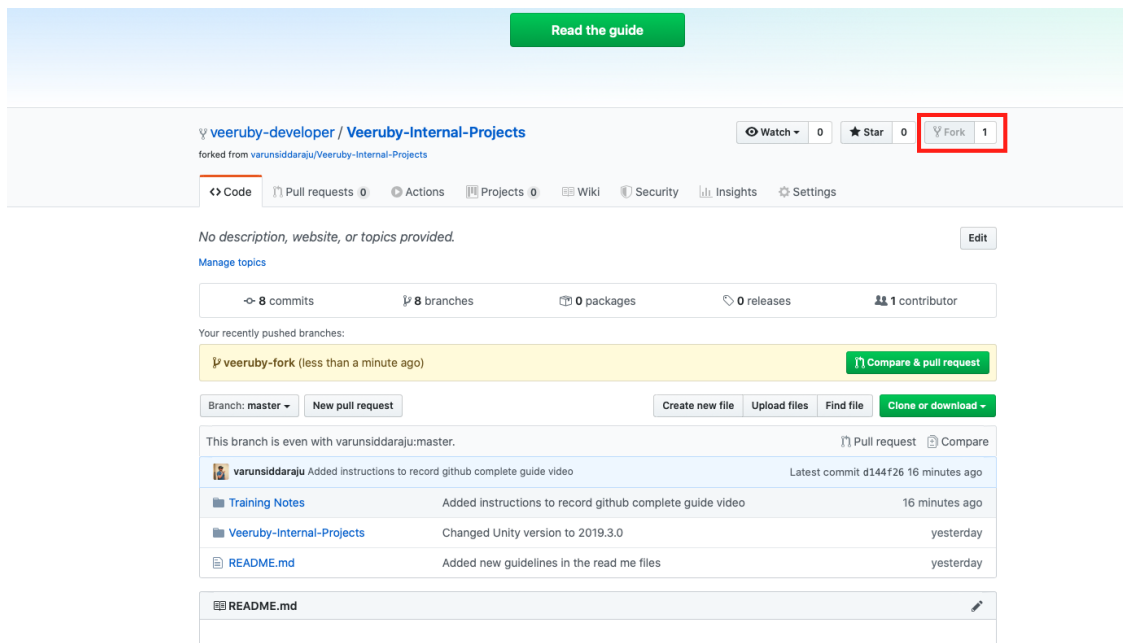 Read the guide
veeruby-developer / Veeruby-Internal-Projects
Watch 0 Star 0 Fork 1
forked from varunsiddaraju/Veeruby-Internal-Projects
<> Code Pull requests 0 Actions Projects 0 Wiki Security Insights Settings
No description, website, or topics provided. Edit
Manage topics
8 commits 8 branches 0 packages 0 releases 1 contributor
Your recently pushed branches:
veeruby-fork (less than a minute ago) Compare & pull request
Branch: master New pull request Create new file Upload files Find file Clone or download
This branch is even with varunsiddaraju:master. Pull request Compare
varunsiddaraju Added instructions to record github complete guide video Latest commit d144f26 16 minutes ago
Training Notes Added instructions to record github complete guide video 16 minutes ago
Veeruby-Internal-Projects Changed Unity version to 2019.3.0 yesterday
README.md Added new guidelines in the read me files yesterday
README.md